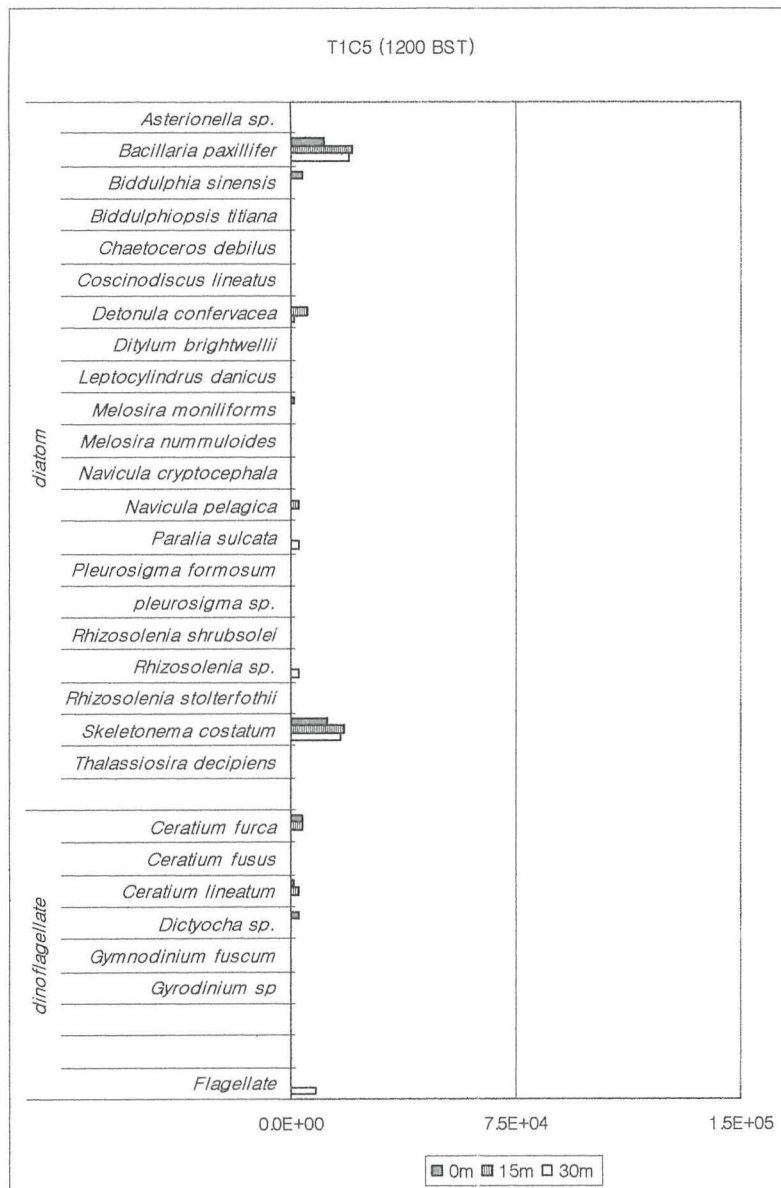 T1C5 (1200 BST)
diatom
Asterionella sp.
Bacillaria paxillifer
Biddulphia sinensis
Biddulphiopsis titiana
Chaetoceros debilus
Coscinodiscus lineatus
Detonula confervacea
Ditylum brightwellii
Leptocylindrus danicus
Melosira moniliforms
Melosira nummuloides
Navicula cryptocephala
Navicula pelagica
Paralia sulcata
Pleurosigma formosum
pleurosigma sp.
Rhizosolenia shrubsolei
Rhizosolenia sp.
Rhizosolenia stolterfothii
Skeletonema costatum
Thalassiosira decipiens
dinoflagellate
Ceratium furca
Ceratium fusus
Ceratium lineatum
Dictyocha sp.
Gymnodinium fuscum
Gyrodinium sp
Flagellate
0.0E+00 7.5E+04 1.5E+05
0m 15m 30m